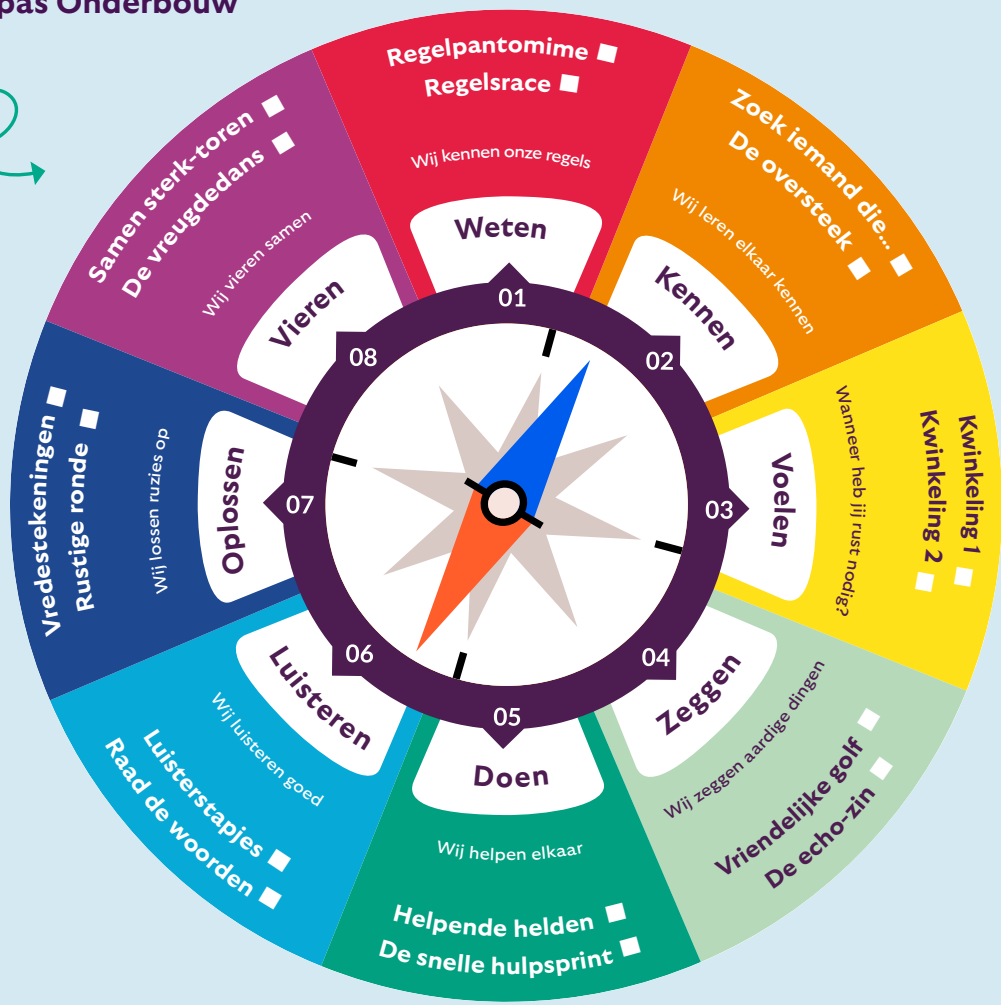 pas Onderbouw
Regelpantomime
Regelsrace
Wij kennen onze regels
Weten
01
Zoek iemand die...
De oversteek
Wij leren elkaar kennen
Kennen
02
Kwinkeling 1
Kwinkeling 2
Wanneer heb jij rust nodig?
Voelen
03
Zeggen
04
Wij zeggen aardige dingen
Vriendelijke golf
De echo-zin
05
Doen
Wij helpen elkaar
Helpende helden
De snelle hulpsprint
06
Luisteren
Wij luisteren goed
Luisterstapjes
Raad de woorden
Vredestekeningen
Rustige ronde
Wij lossen ruzies op
Oplossen
07
Samen sterk-toren
De vreugdedans
Wij vieren samen
Vieren
08